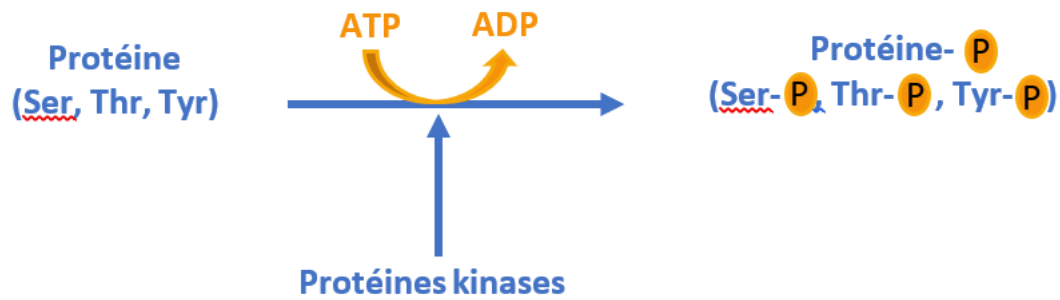 ATP ADP
Protéine
(Ser, Thr, Tyr)
Protéine- P
(Ser-P, Thr-P, Tyr-P)
Protéines kinases